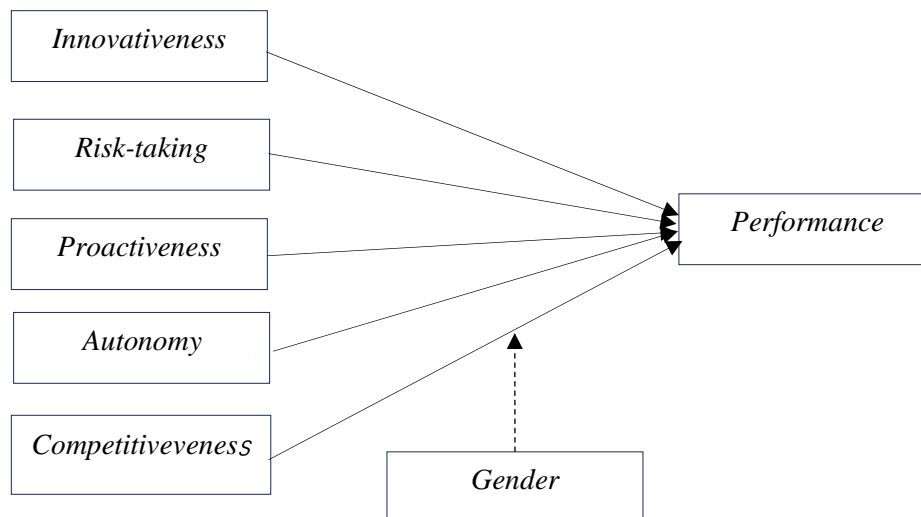 Innovativeness
Risk-taking
Performance
Proactiveness
Autonomy
Competitiveveness
Gender